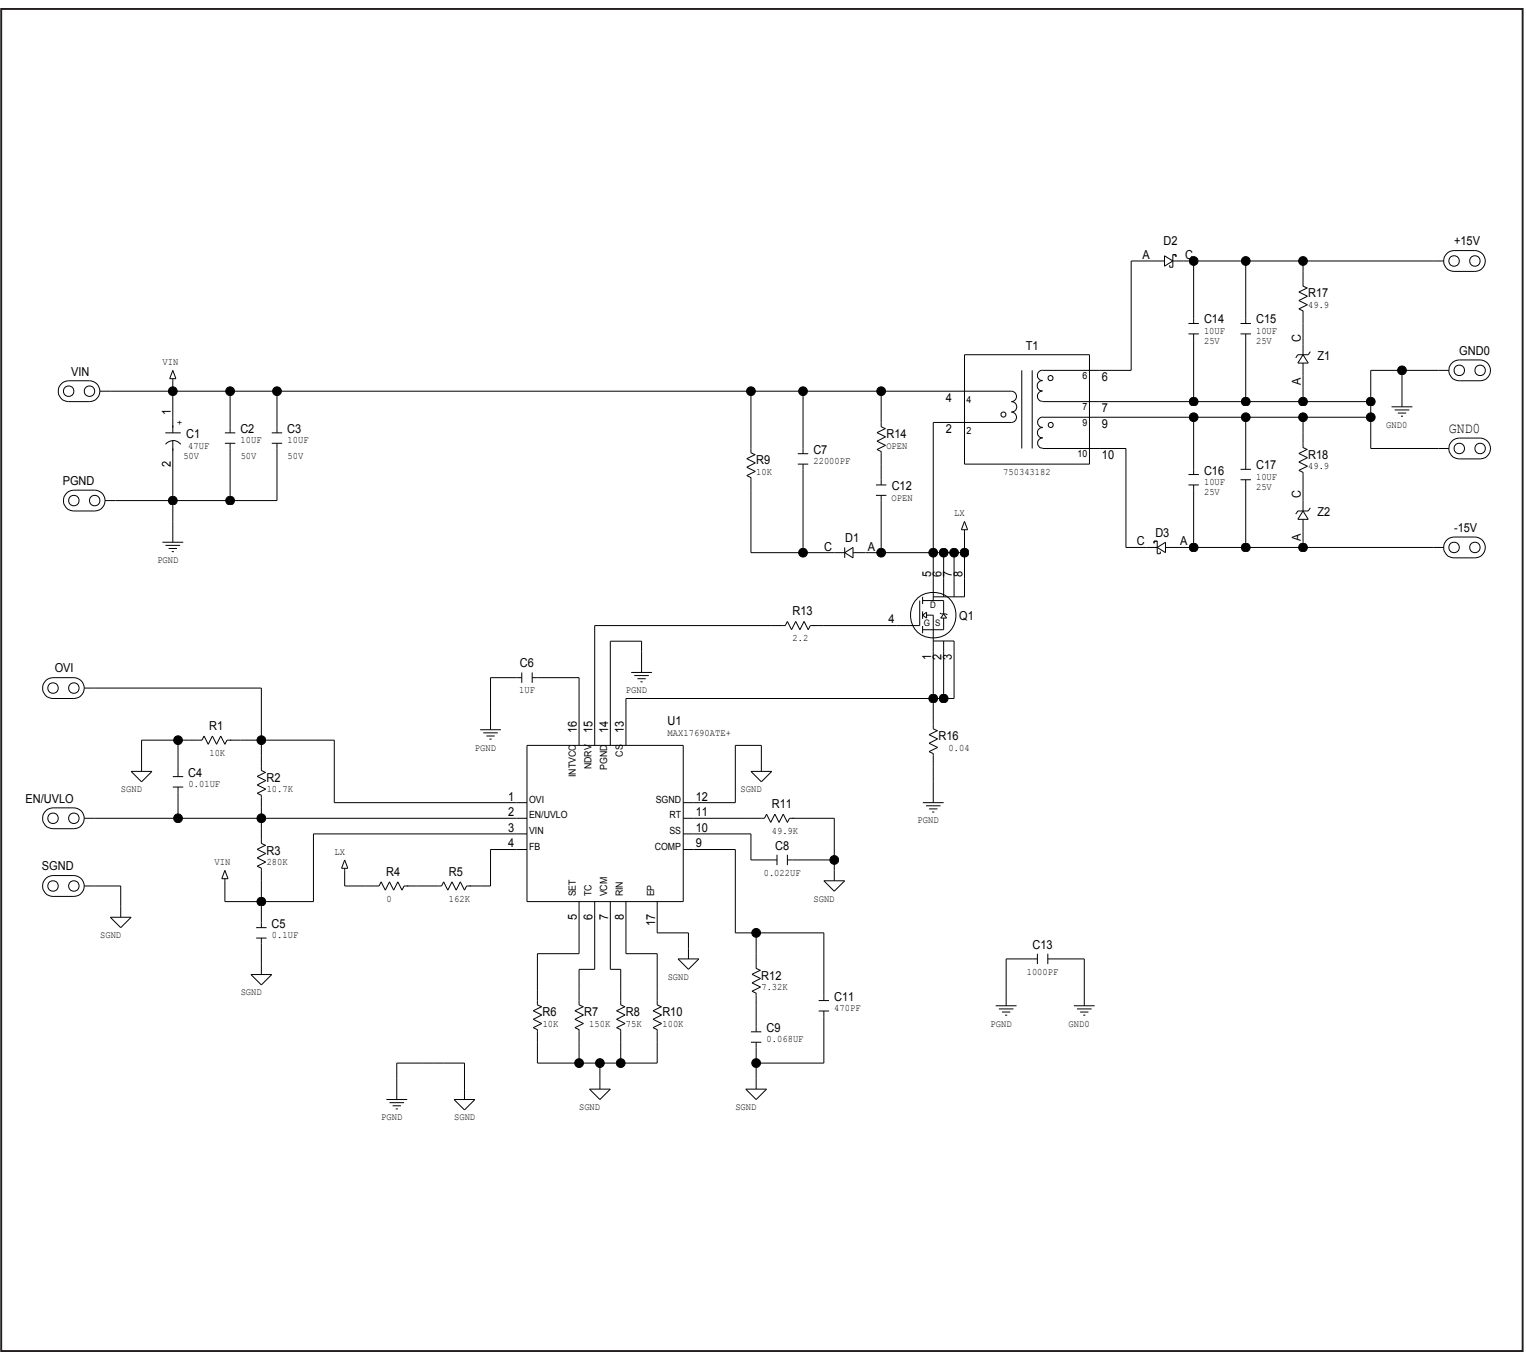 D2
+15V
A
C
R17
49.9
C14
10UF
25V
C15
10UF
25V
C
Z1
A
T1
GND0
VIN
VIN
4
4
6
6
7
7
GND0
1
+
C1
47UF
50V
2
C2
10UF
50V
C3
10UF
50V
2
2
9
9
10
10
750343182
GND0
R14
OPEN
C7
22000PF
R9
10K
C12
OPEN
R18
49.9
C16
10UF
25V
C17
10UF
25V
C
Z2
A
PGND
PGND
LX
-15V
C
D1
A
C
D3
A
5
6
7
8
D
G
S
Q1
4
R13
2.2
1
2
3
OVI
C6
1UF
PGND
PGND
U1
MAX17690ATE+
16
15
14
13
INTVCC
NDRV
PGND
CS
R16
0.04
PGND
R1
10K
C4
0.01UF
R2
10.7K
SGND
EN/UVLO
1
OVI
2
EN/UVLO
3
VIN
4
FB
SGND
12
RT
11
SS
10
COMP
9
SGND
R11
49.9K
C8
0.022UF
SGND
R3
280K
VIN
LX
R4
0
R5
162K
SGND
SGND
C5
0.1UF
SGND
SET
TC
VCM
RIN
EP
5
6
7
8
17
SGND
R6
10K
R7
150K
R8
75K
R10
100K
SGND
R12
7.32K
C9
0.068UF
C11
470PF
SGND
C13
1000PF
PGND
GND0
PGND
SGND